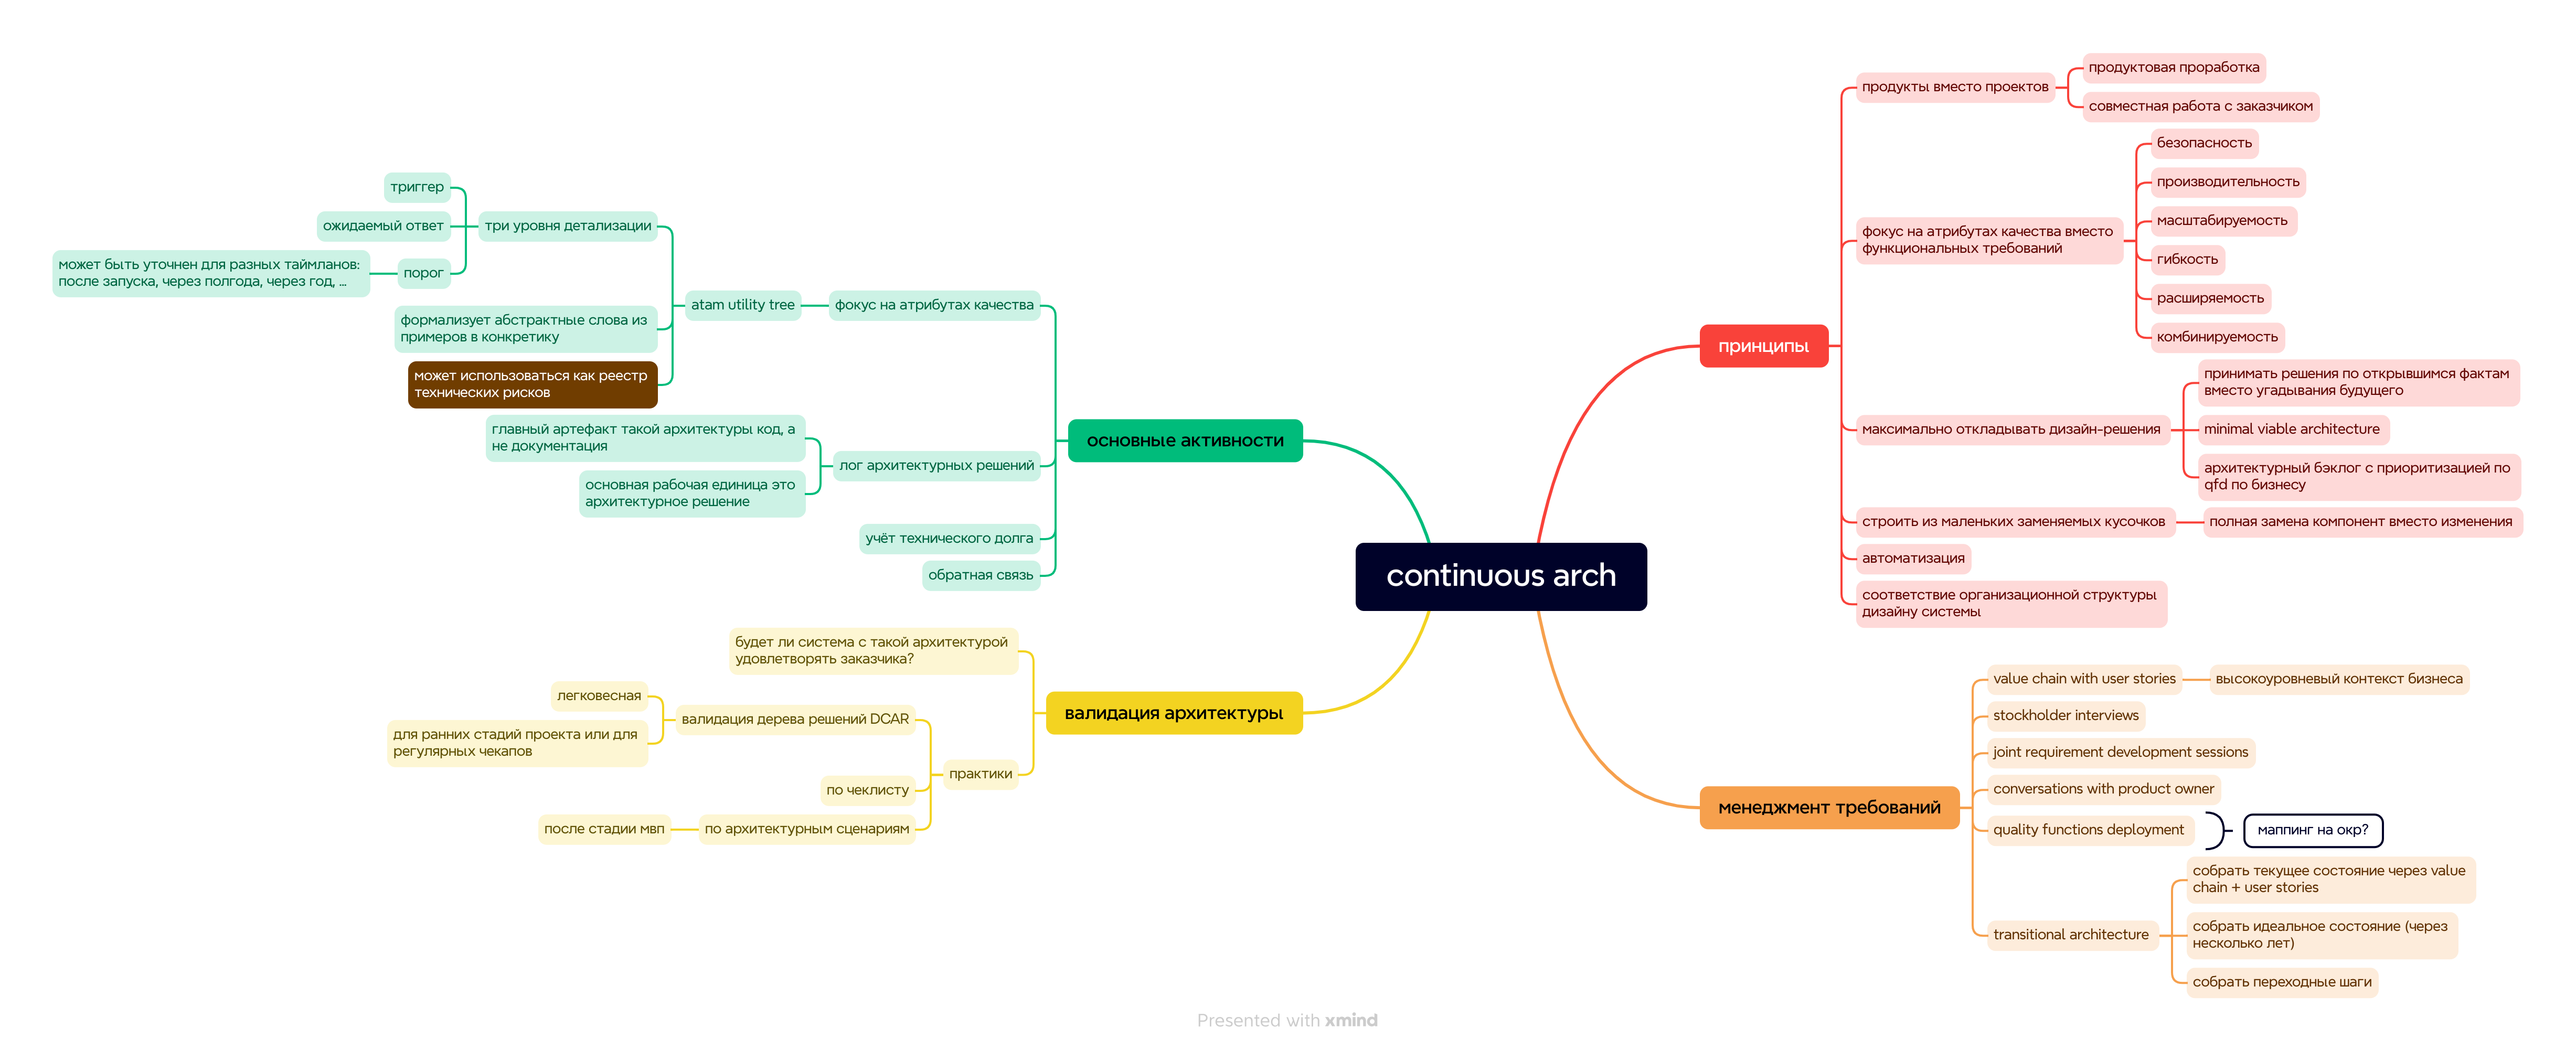 continuous arch
принципы
продукты вместо проектов
продуктовая проработка
совместная работа с заказчиком
фокус на атрибутах качества вместо
функциональных требований
безопасность
производительность
масштабируемость
гибкость
расширяемость
комбинируемость
максимально откладывать дизайн-решения
принимать решения по открывшимся фактам
вместо угадывания будущего
minimal viable architecture
архитектурный бэклог с приоритизацией по
qfd по бизнесу
строить из маленьких заменяемых кусочков
полная замена компонент вместо изменения
автоматизация
соответствие организационной структуры
дизайну системы
менеджмент требований
value chain with user stories
высокоуровневый контекст бизнеса
stockholder interviews
joint requirement development sessions
conversations with product owner
quality functions deployment
маппинг на окр?
transitional architecture
собрать текущее состояние через value
chain + user stories
собрать идеальное состояние (через
несколько лет)
собрать переходные шаги
основные активности
фокус на атрибутах качества
atam utility tree
три уровня детализации
триггер
ожидаемый ответ
порог
может быть уточнен для разных таймланов:
после запуска, через полгода, через год, ...
формализует абстрактные слова из
примеров в конкретику
может использоваться как реестр
технических рисков
лог архитектурных решений
главный артефакт такой архитектуры код, а
не документация
основная рабочая единица это
архитектурное решение
учёт технического долга
обратная связь
валидация архитектуры
будет ли система с такой архитектурой
удовлетворять заказчика?
практики
валидация дерева решений DCAR
легковесная
для ранних стадий проекта или для
регулярных чекапов
по чеклисту
по архитектурным сценариям
после стадии мвп
Presented with xmind